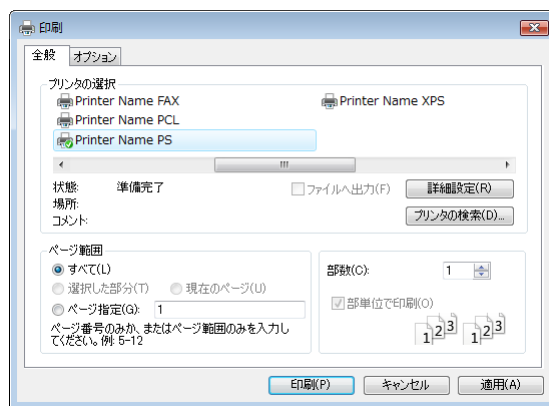 印刷
全般 オプション
プリンタの選択
Printer Name FAX Printer Name XPS
Printer Name PCL
Printer Name PS
状態: 準備完了 ファイルへ出力(F) 詳細設定(R)
場所:
コメント: プリンタの検索(D)...
ページ範囲
すべて(L) 部数(C): 1
選択した部分(T) 現在のページ(U)
ページ指定(G): 1 部単位で印刷(O)
ページ番号のみか、またはページ範囲のみを入力し
てください。例: 5-12
1 2 3 1 2 3
印刷(P) キャンセル 適用(A)